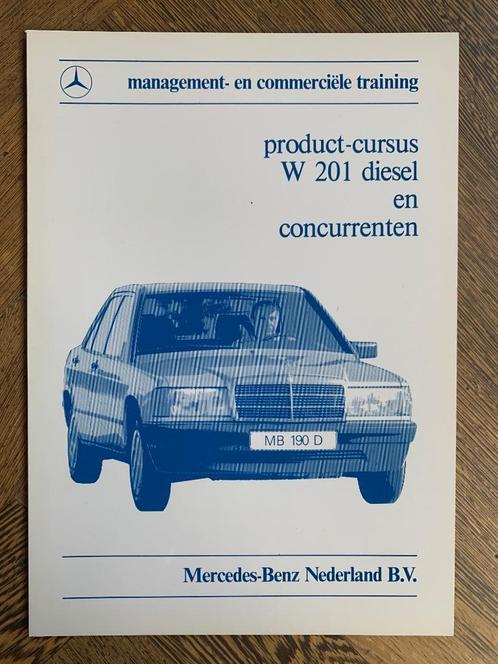 management- en commerciële training
product-cursus
W 201 diesel
en
concurrenten
MB 190 D
Mercedes-Benz Nederland B.V.